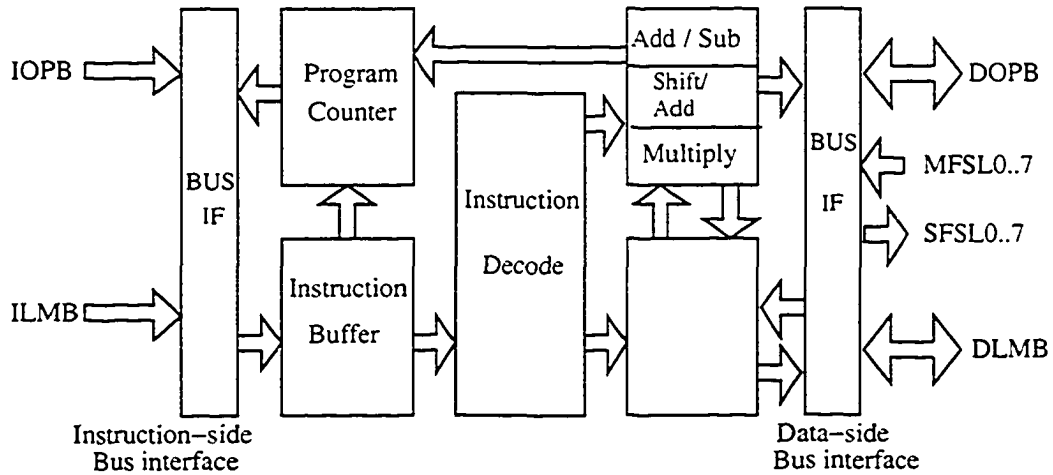 IOPB
ILMB
BUS
IF
Instruction–side
Bus interface
Program
Counter
Instruction
Buffer
Instruction
Decode
Add / Sub
Shift/
Add
Multiply
BUS
IF
Data–side
Bus interface
DOPB
MFSL0..7
SFSL0..7
DLMB